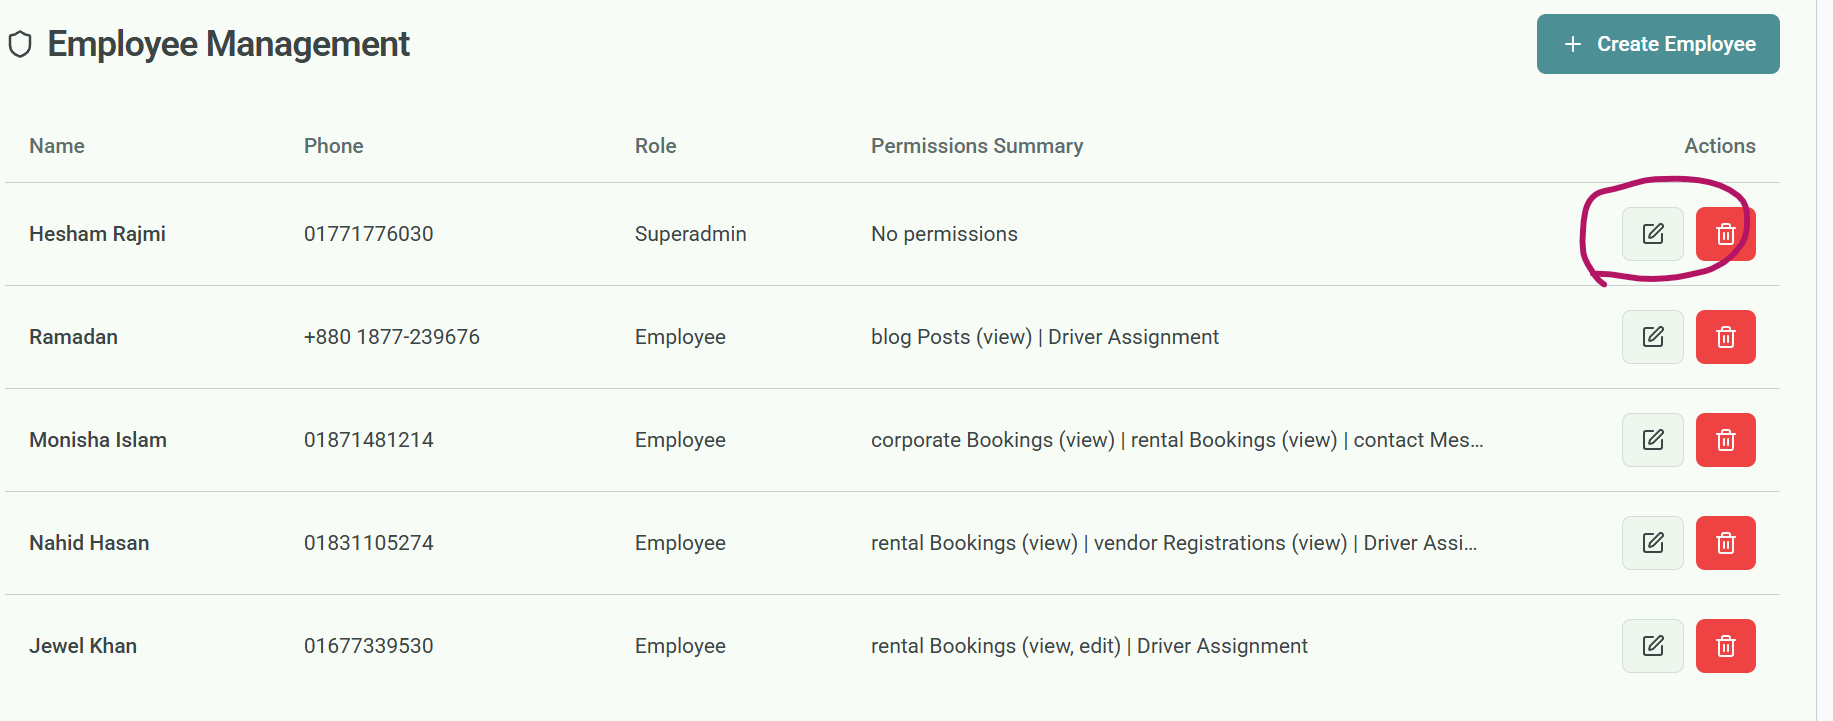 Employee Management
+ Create Employee
Name Phone Role Permissions Summary Actions
Hesham Rajmi 01771776030 Superadmin No permissions
Ramadan +880 1877-239676 Employee blog Posts (view) | Driver Assignment
Monisha Islam 01871481214 Employee corporate Bookings (view) | rental Bookings (view) | contact Mes...
Nahid Hasan 01831105274 Employee rental Bookings (view) | vendor Registrations (view) | Driver Assi...
Jewel Khan 01677339530 Employee rental Bookings (view, edit) | Driver Assignment